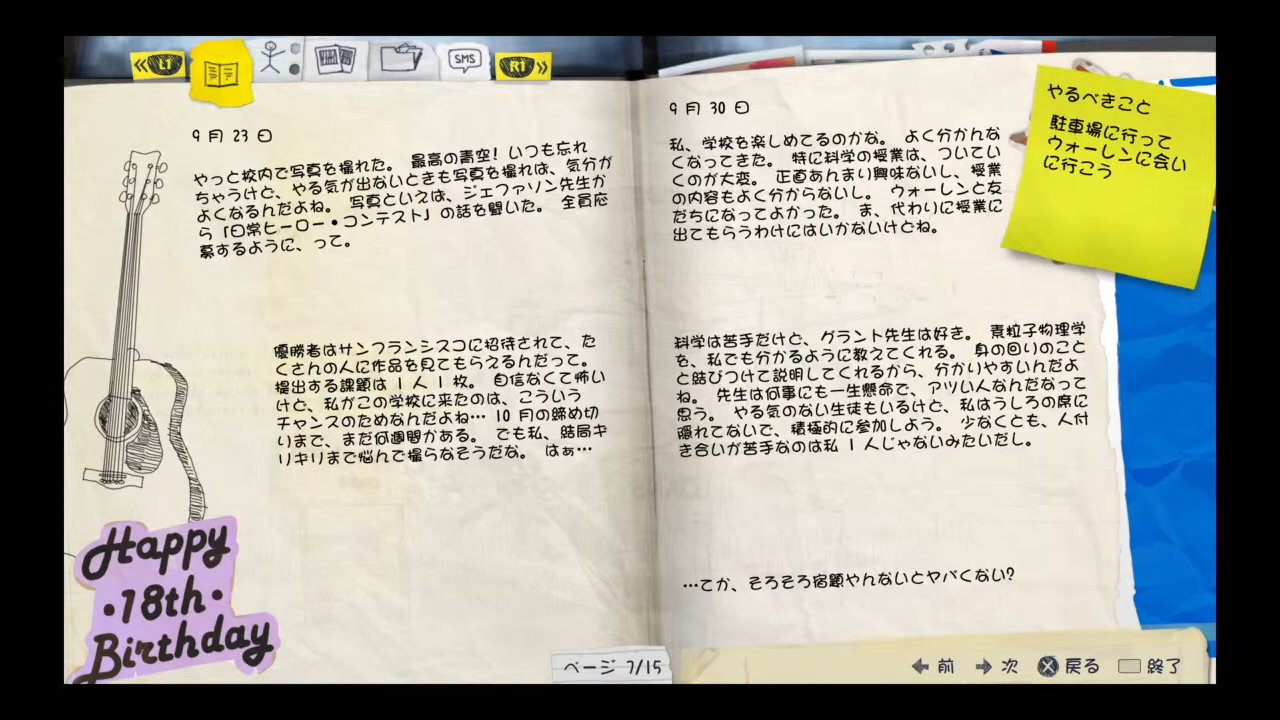 L1
SMS
R1
9月23日
やっと校内で写真を撮れた。 最高の青空！いつも忘れ
ちゃうけど、やる気が出ないときも写真を撮れば、気分が
よくなるんだよね。 写真といえば、ジェファソン先生か
ら「日常ヒーロー・コンテスト」の話を聞いた。 全員応
募するように、って。
優勝者はサンフランシスコに招待されて、た
くさんの人に作品を見てもらえるんだって。
提出する課題は1人1枚。 自信なくて怖い
けど、私がこの学校に来たのは、こういう
チャンスのためなんだよね… 10月の締め切
りまで、まだ何週間かある。 でも私、結局ギ
リギリまで悩んで撮らなそうだな。 はぁ…
Happy
・18th・
Birthday
9月30日
私、学校を楽しめてるのかな。 よく分かんな
くなってきた。 特に科学の授業は、ついてい
くのが大変。 正直あんまり興味ないし、授業
の内容もよく分からないし。 ウォーレンと友
だちになってよかった。 ま、代わりに授業に
出てもらうわけにはいかないけどね。
科学は苦手だけど、グラント先生は好き。 素粒子物理学
を、私でも分かるように教えてくれる。 身の回りのこと
と結びつけて説明してくれるから、分かりやすいんだよ
ね。 先生は何事にも一生懸命で、アツい人なんだなって
思う。 やる気のない生徒もいるけど、私はうしろの席に
隠れてないで、積極的に参加しよう。 少なくとも、人付
き合いが苦手なのは私1人じゃないみたいだし。
…てか、そろそろ宿題やんないとヤバくない？
やるべきこと
駐車場に行って
ウォーレンに会い
に行こう
ページ 7/15
前 次 戻る 終了